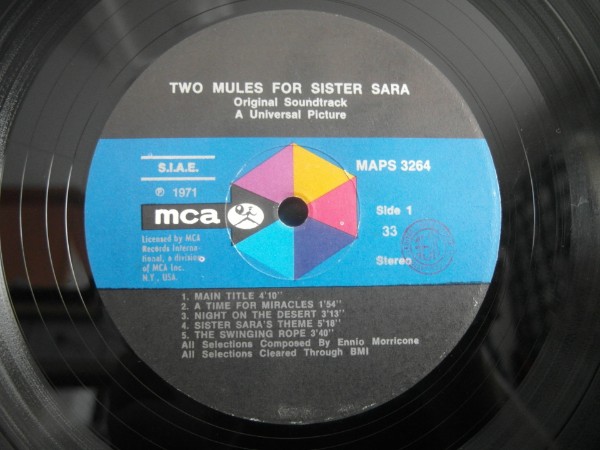 TWO MULES FOR SISTER SARA
Original Soundtrack
A Universal Picture
S.I.A.E.
℗ 1971
mca
Licensed by MCA
Records Interna-
tional, a division
of MCA Inc.
N.Y., USA.
MAPS 3264
Side 1
33
Stereo
1. MAIN TITLE 4'10"
2. A TIME FOR MIRACLES 1'54"
3. NIGHT ON THE DESERT 3'13"
4. SISTER SARA'S THEME 5'18"
5. THE SWINGING ROPE 3'40"
All Selections Composed By Ennio Morricone
All Selections Cleared Through BMI